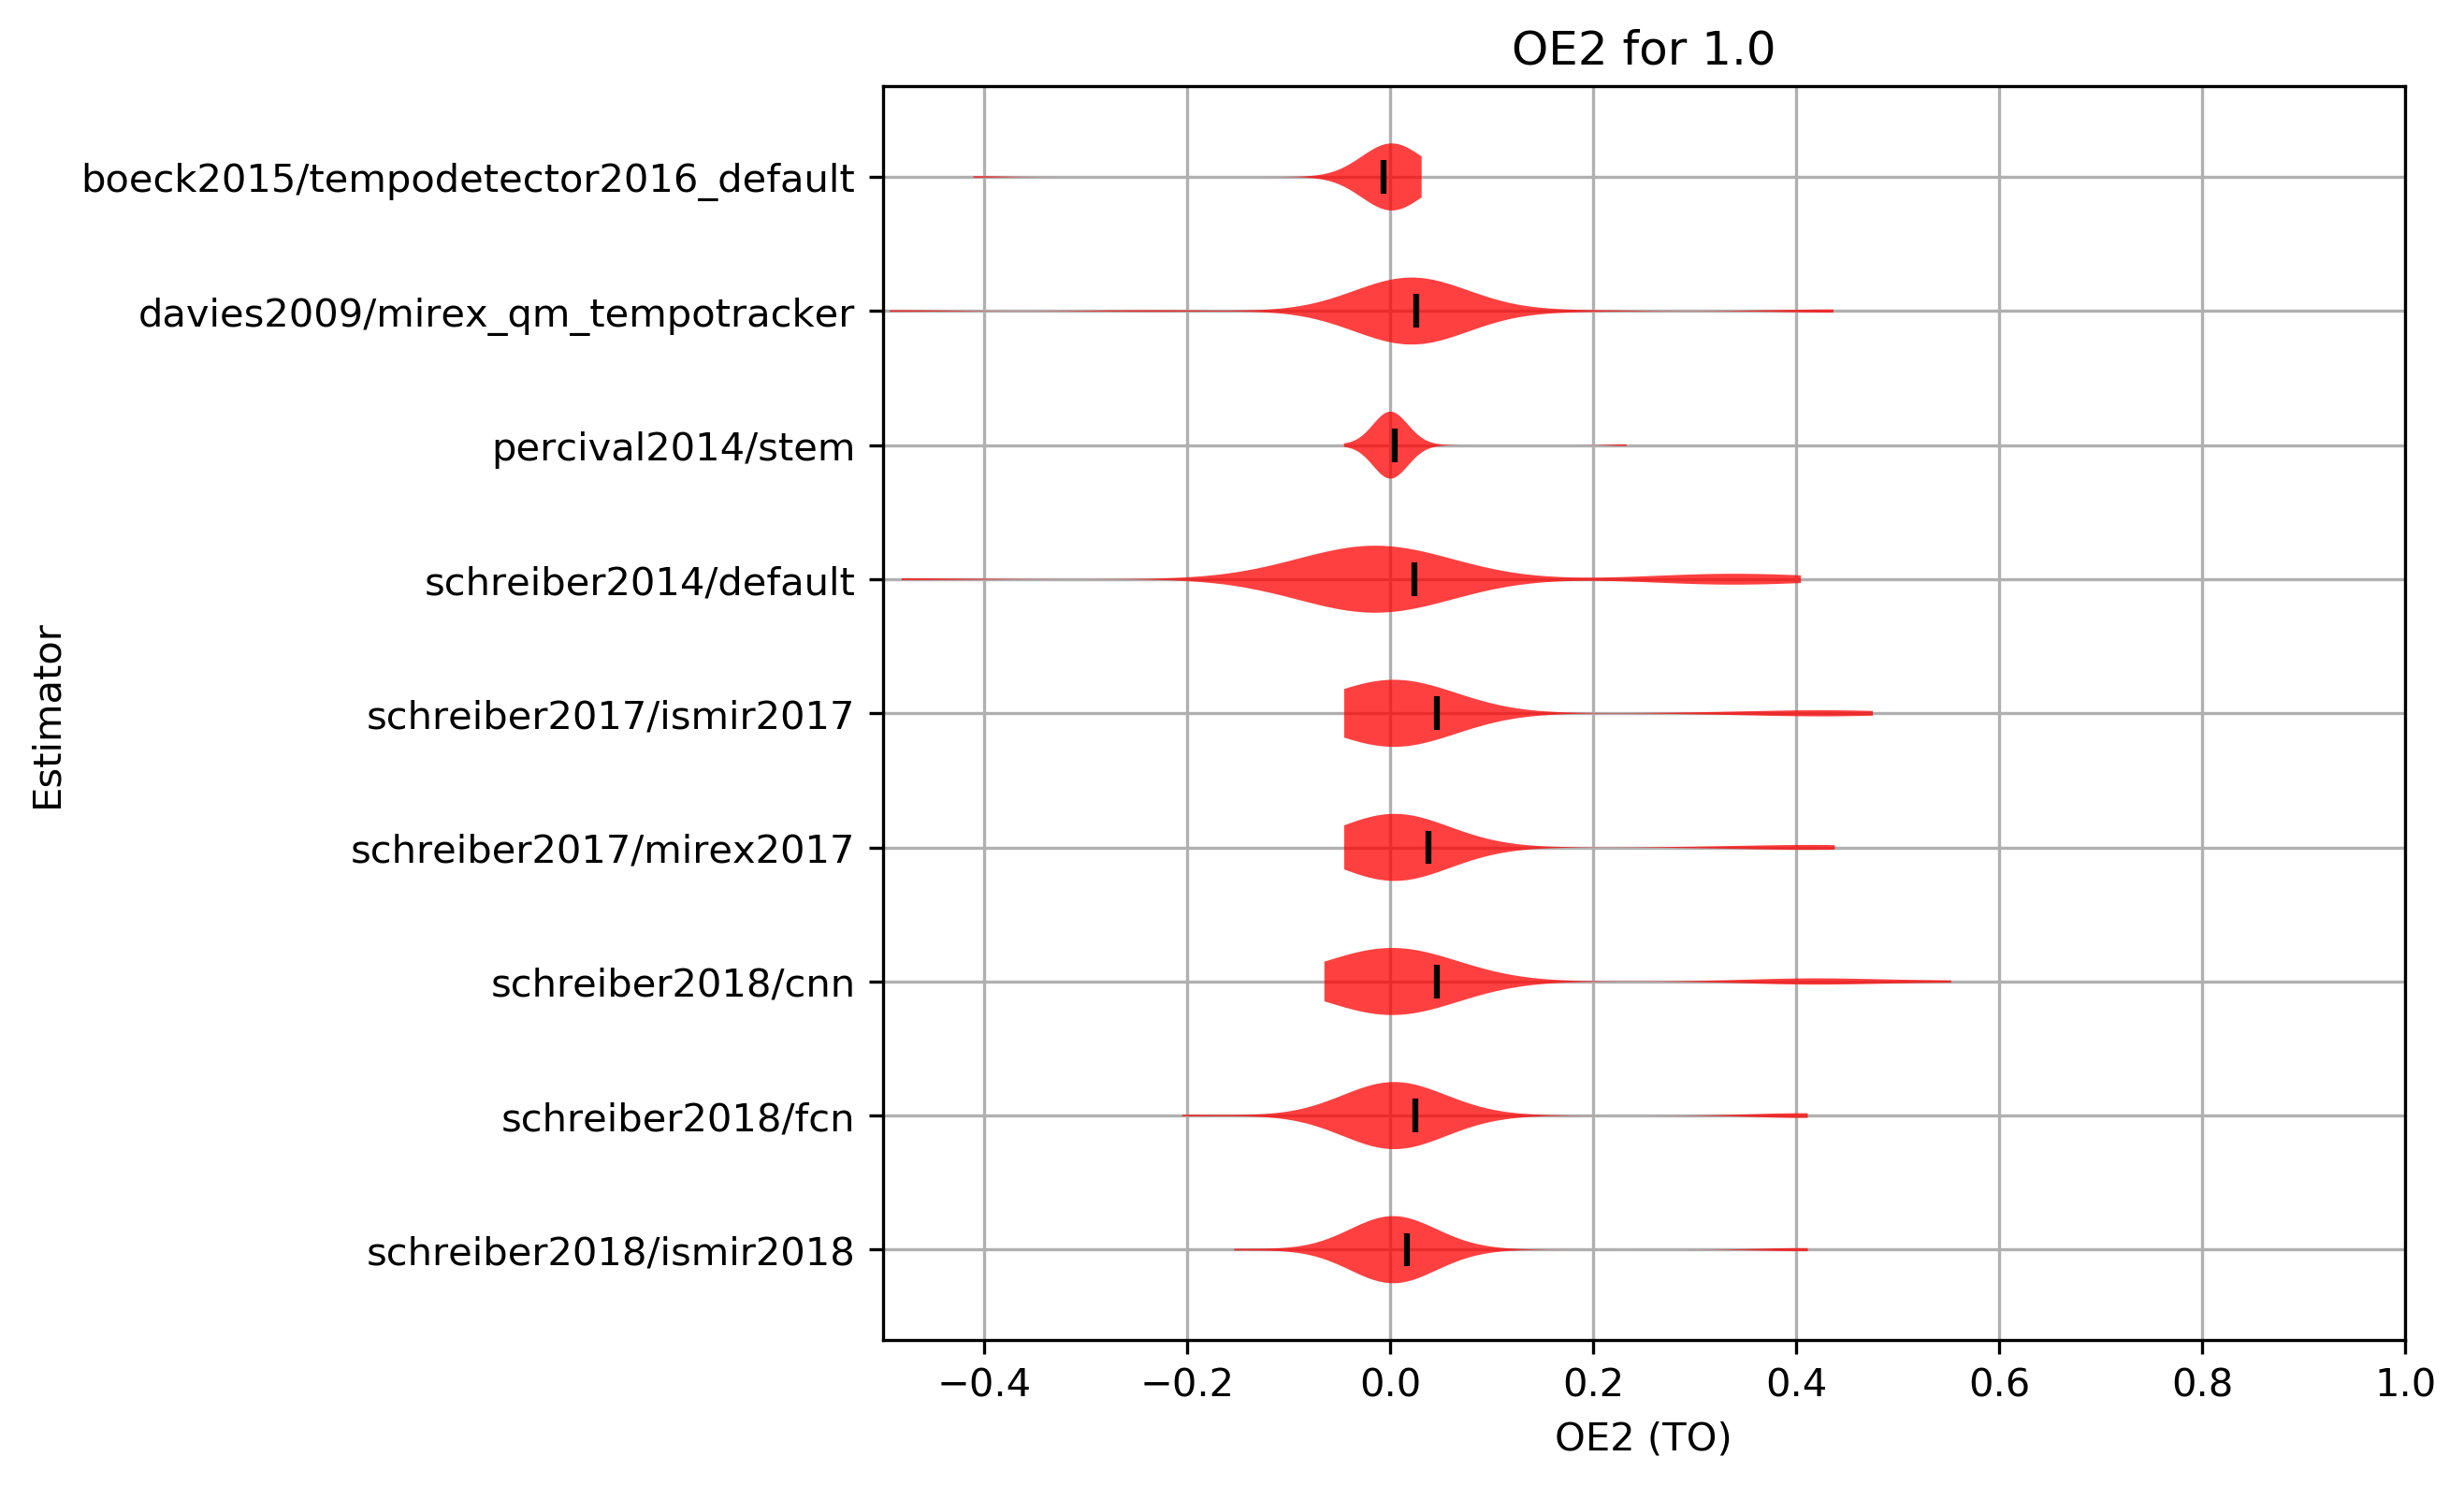 OE2 for 1.0
boeck2015/tempodetector2016_default
davies2009/mirex_qm_tempotracker
percival2014/stem
schreiber2014/default
schreiber2017/ismir2017
schreiber2017/mirex2017
schreiber2018/cnn
schreiber2018/fcn
schreiber2018/ismir2018
Estimator
−0.4 −0.2 0.0 0.2 0.4 0.6 0.8 1.0
OE2 (TO)